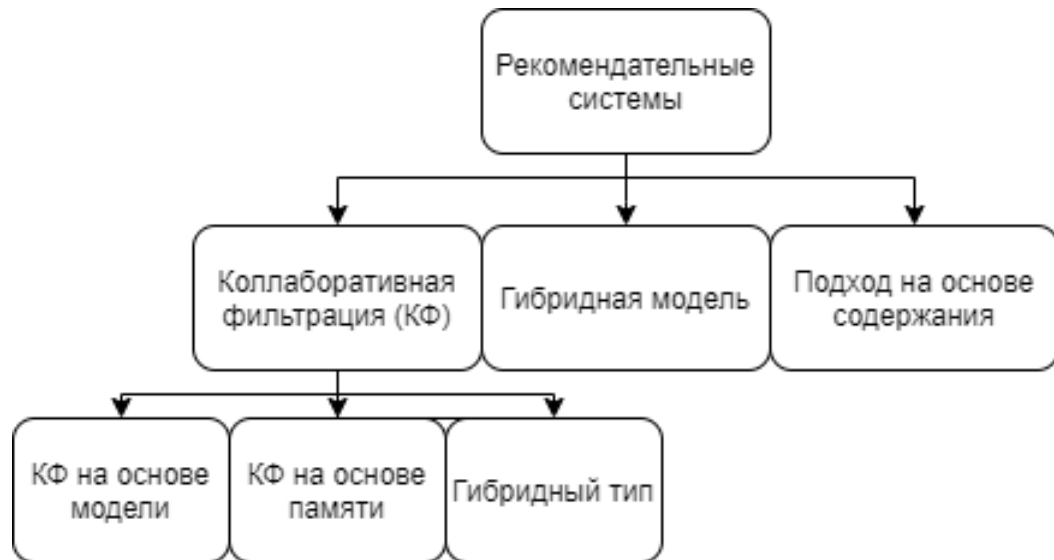 Рекомендательные
системы
Коллаборативная
фильтрация (КФ)
Гибридная модель
Подход на основе
содержания
КФ на основе
модели
КФ на основе
памяти
Гибридный тип